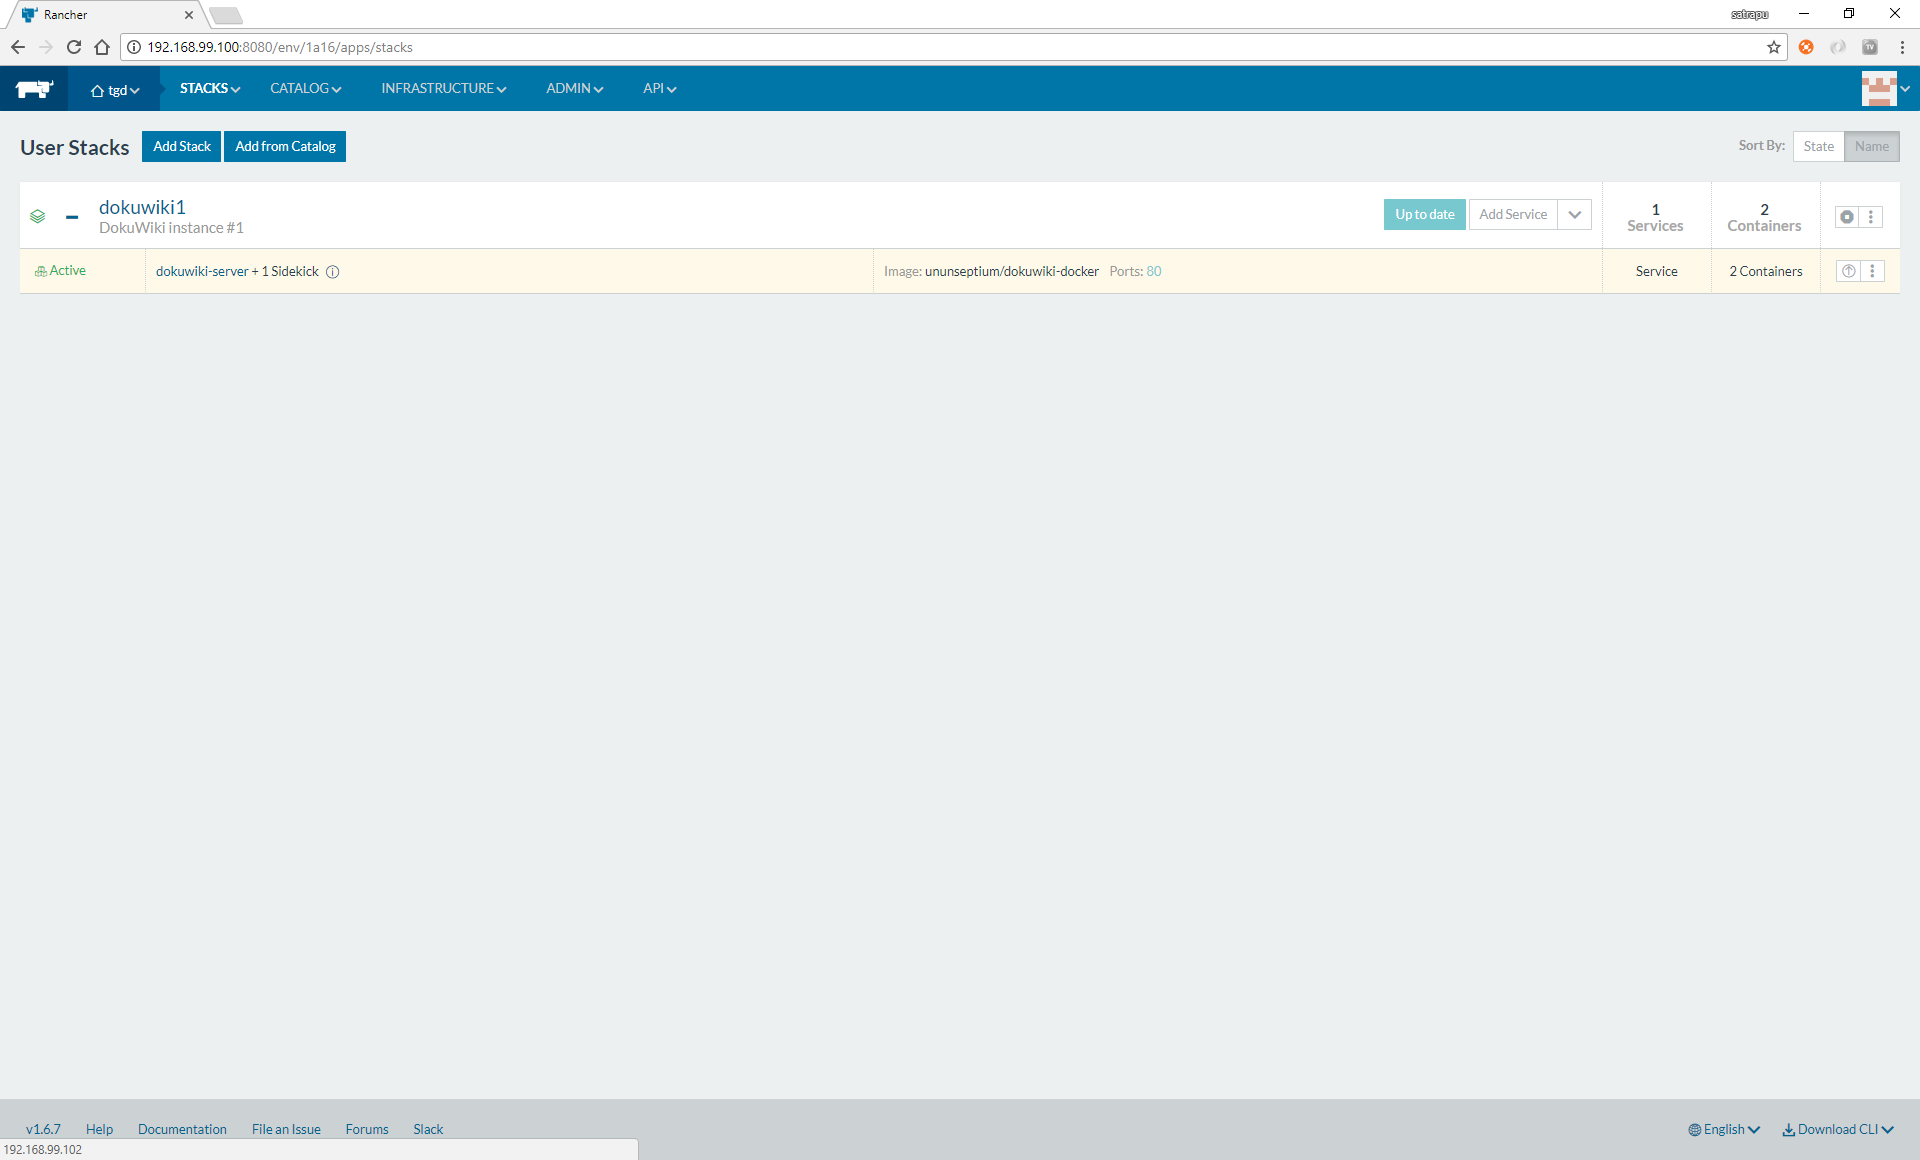 Rancher
satrapu
192.168.99.100:8080/env/1a16/apps/stacks
TV
tgd STACKS CATALOG INFRASTRUCTURE ADMIN API
User Stacks Add Stack Add from Catalog Sort By: State Name
dokuwiki1
DokuWiki instance #1
Up to date Add Service
1 Services
2 Containers
Active dokuwiki-server + 1 Sidekick Image: ununseptium/dokuwiki-docker Ports: 80 Service 2 Containers
v1.6.7 Help Documentation File an Issue Forums Slack English Download CLI
192.168.99.102